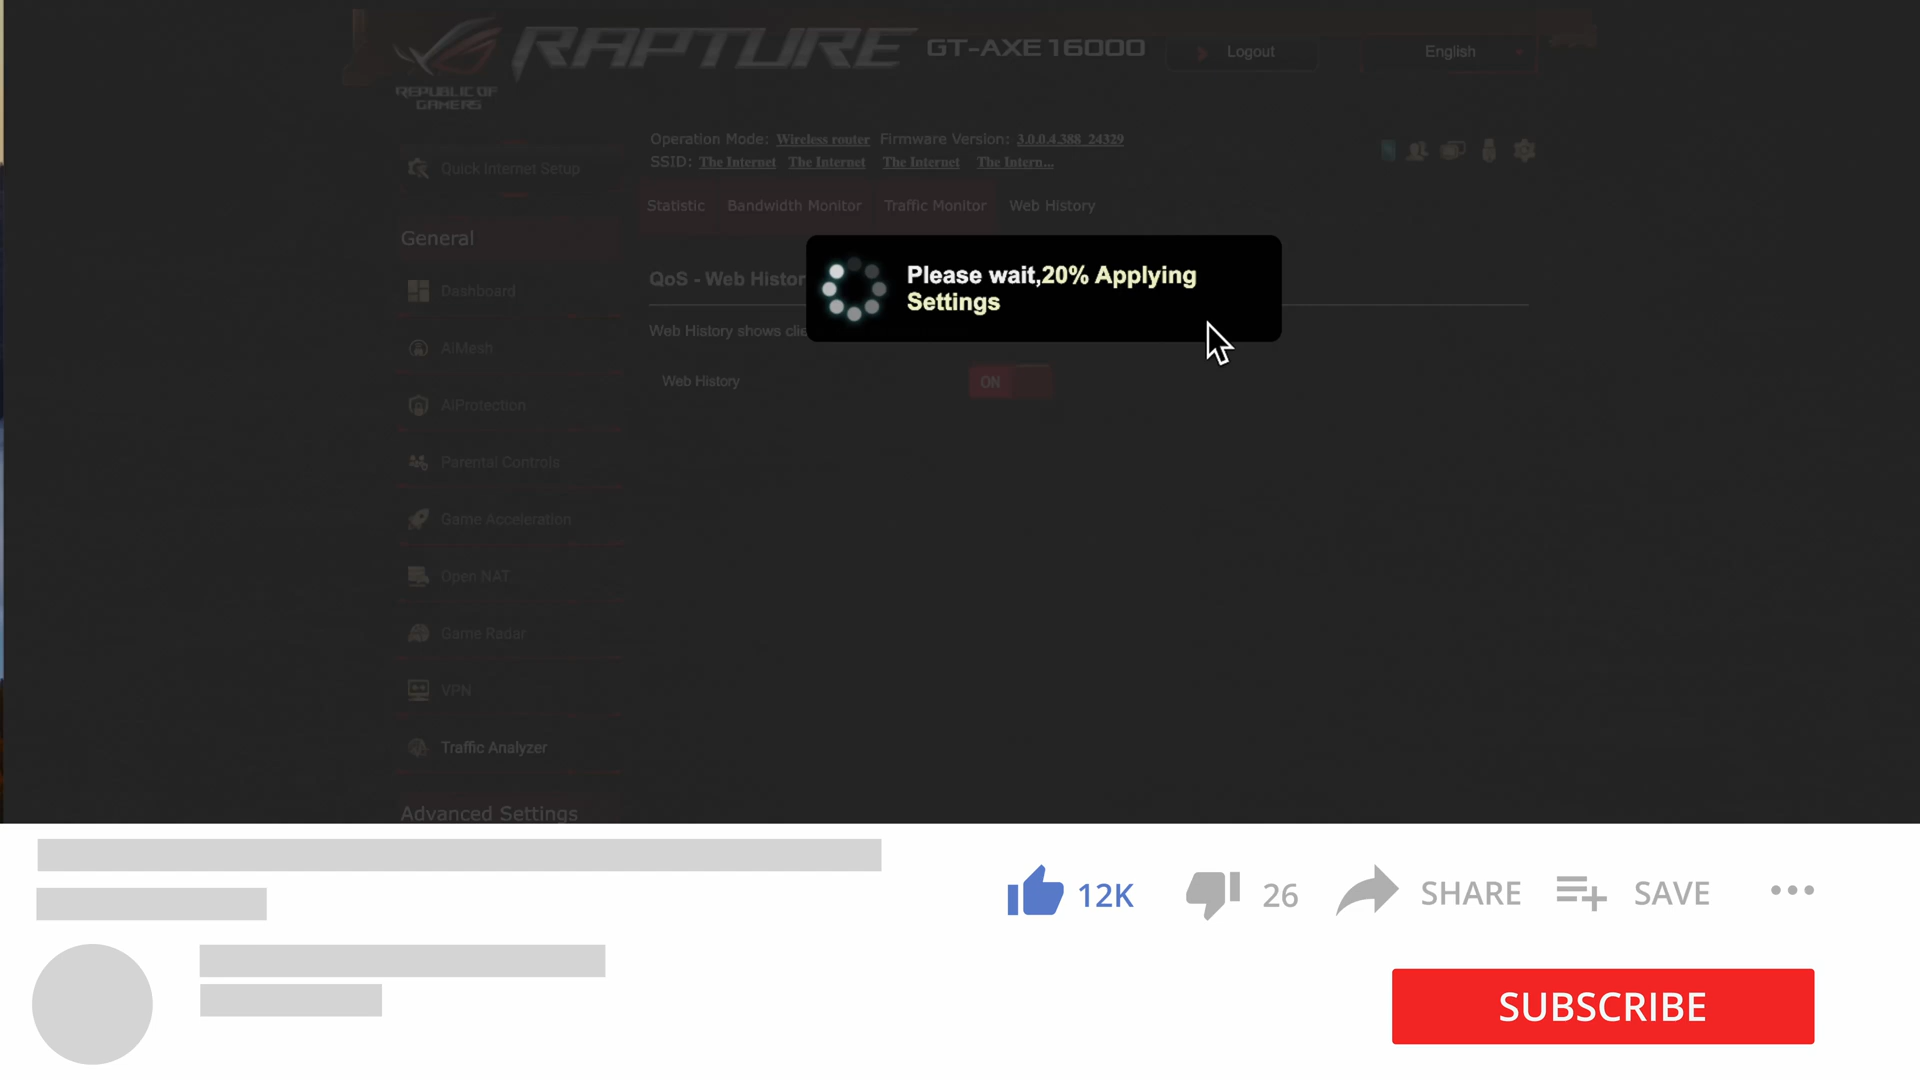 RAPTURE GT-AXE16000 Logout English
REPUBLIC OF
GAMERS
Operation Mode: Wireless router Firmware Version: 3.0.0.4.388_24329
SSID: The Internet The Internet The Internet The Intern...
Quick Internet Setup
Statistic Bandwidth Monitor Traffic Monitor Web History
General
Please wait,20% Applying
Settings
QoS - Web Histor
Dashboard
Web History shows clie
AiMesh
Web History ON
AiProtection
Parental Controls
Game Acceleration
Open NAT
Game Radar
VPN
Traffic Analyzer
Advanced Settings
12K 26 SHARE SAVE
SUBSCRIBE